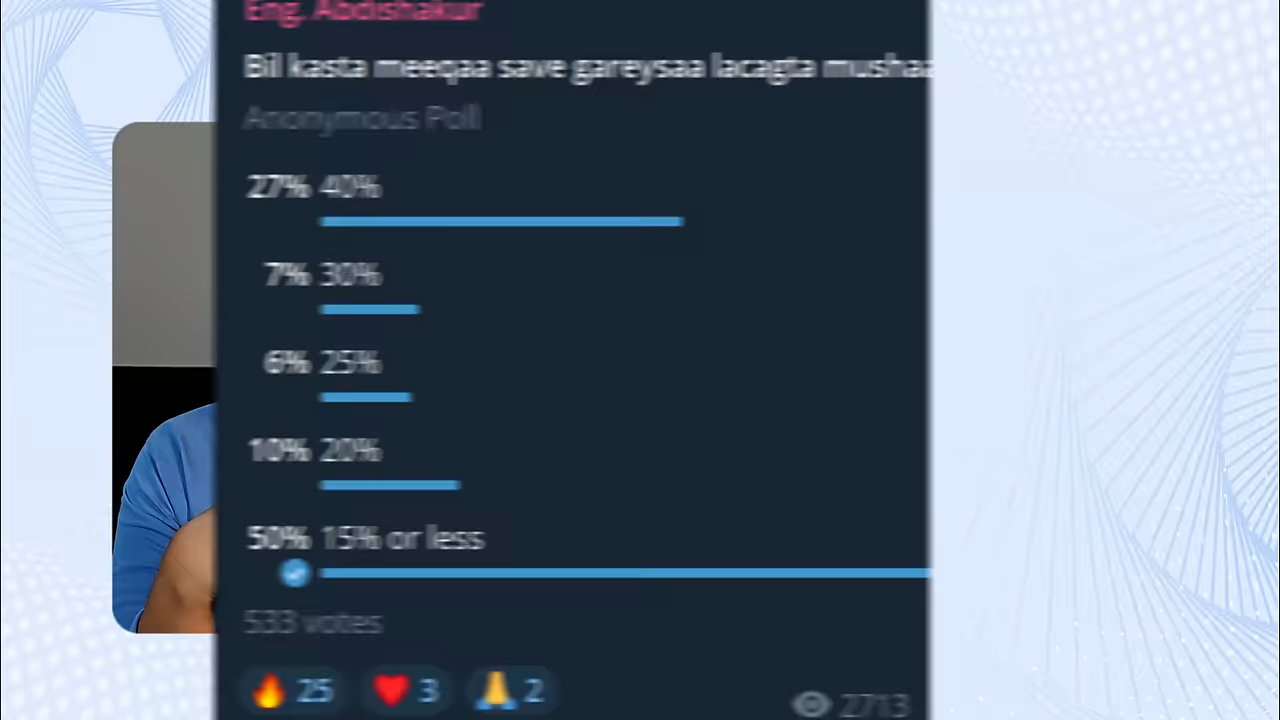 Eng. Abdishakur
Bil kasta meeqaa save gareysaa lacagta
Anonymous Poll
27% 40%
7% 30%
6% 25%
10% 20%
50% 15% or less
533 votes
🔥 25 ❤️ 3 🙏 2
2713